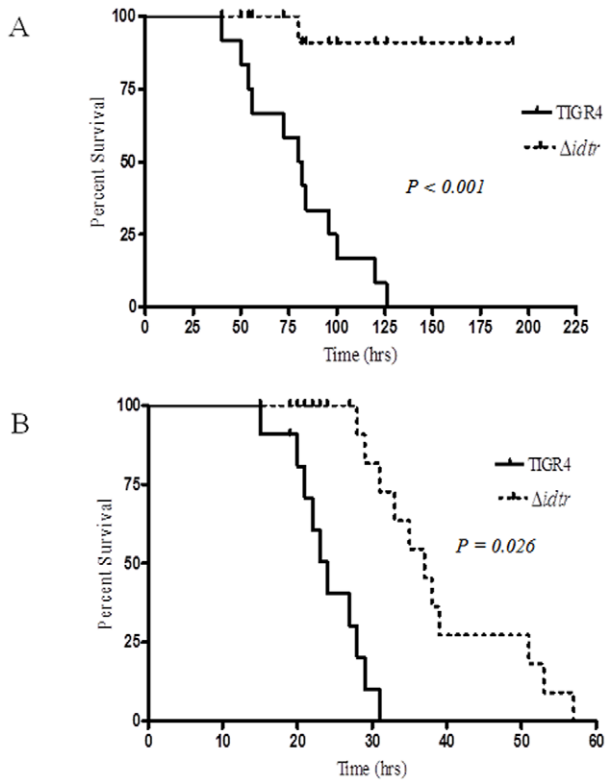 A
Percent Survival
100
75
50
25
0
TIGR4
Δidtr
P < 0.001
0 25 50 75 100 125 150 175 200 225
Time (hrs)
B
Percent Survival
100
75
50
25
0
TIGR4
Δidtr
P = 0.026
0 10 20 30 40 50 60
Time (hrs)